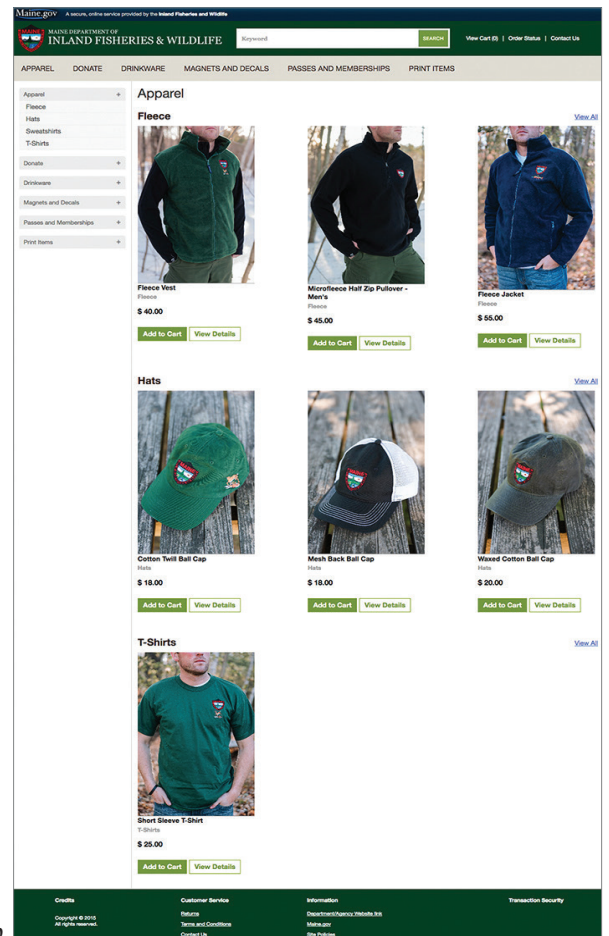 Maine.gov A secure, online service provided by the Inland Fisheries and Wildlife
MAINE DEPARTMENT OF
INLAND FISHERIES & WILDLIFE
Keyword
SEARCH
View Cart (0) | Order Status | Contact Us
APPAREL DONATE DRINKWARE MAGNETS AND DECALS PASSES AND MEMBERSHIPS PRINT ITEMS
Apparel +
Fleece
Hats
Sweatshirts
T-Shirts
Donate +
Drinkware +
Magnets and Decals +
Passes and Memberships +
Print Items +
Apparel
Fleece View All
Fleece Vest
Fleece
$ 40.00
Add to Cart View Details
Microfleece Half Zip Pullover -
Men's
Fleece
$ 45.00
Add to Cart View Details
Fleece Jacket
Fleece
$ 55.00
Add to Cart View Details
Hats View All
Cotton Twill Ball Cap
Hats
$ 18.00
Add to Cart View Details
Mesh Back Ball Cap
Hats
$ 18.00
Add to Cart View Details
Waxed Cotton Ball Cap
Hats
$ 20.00
Add to Cart View Details
T-Shirts View All
Short Sleeve T-Shirt
T-Shirts
$ 25.00
Add to Cart View Details
Credits
Copyright © 2015
All rights reserved.
Customer Service
Returns
Terms and Conditions
Contact Us
Information
Department/Agency Website link
Maine.gov
Site Policies
Transaction Security